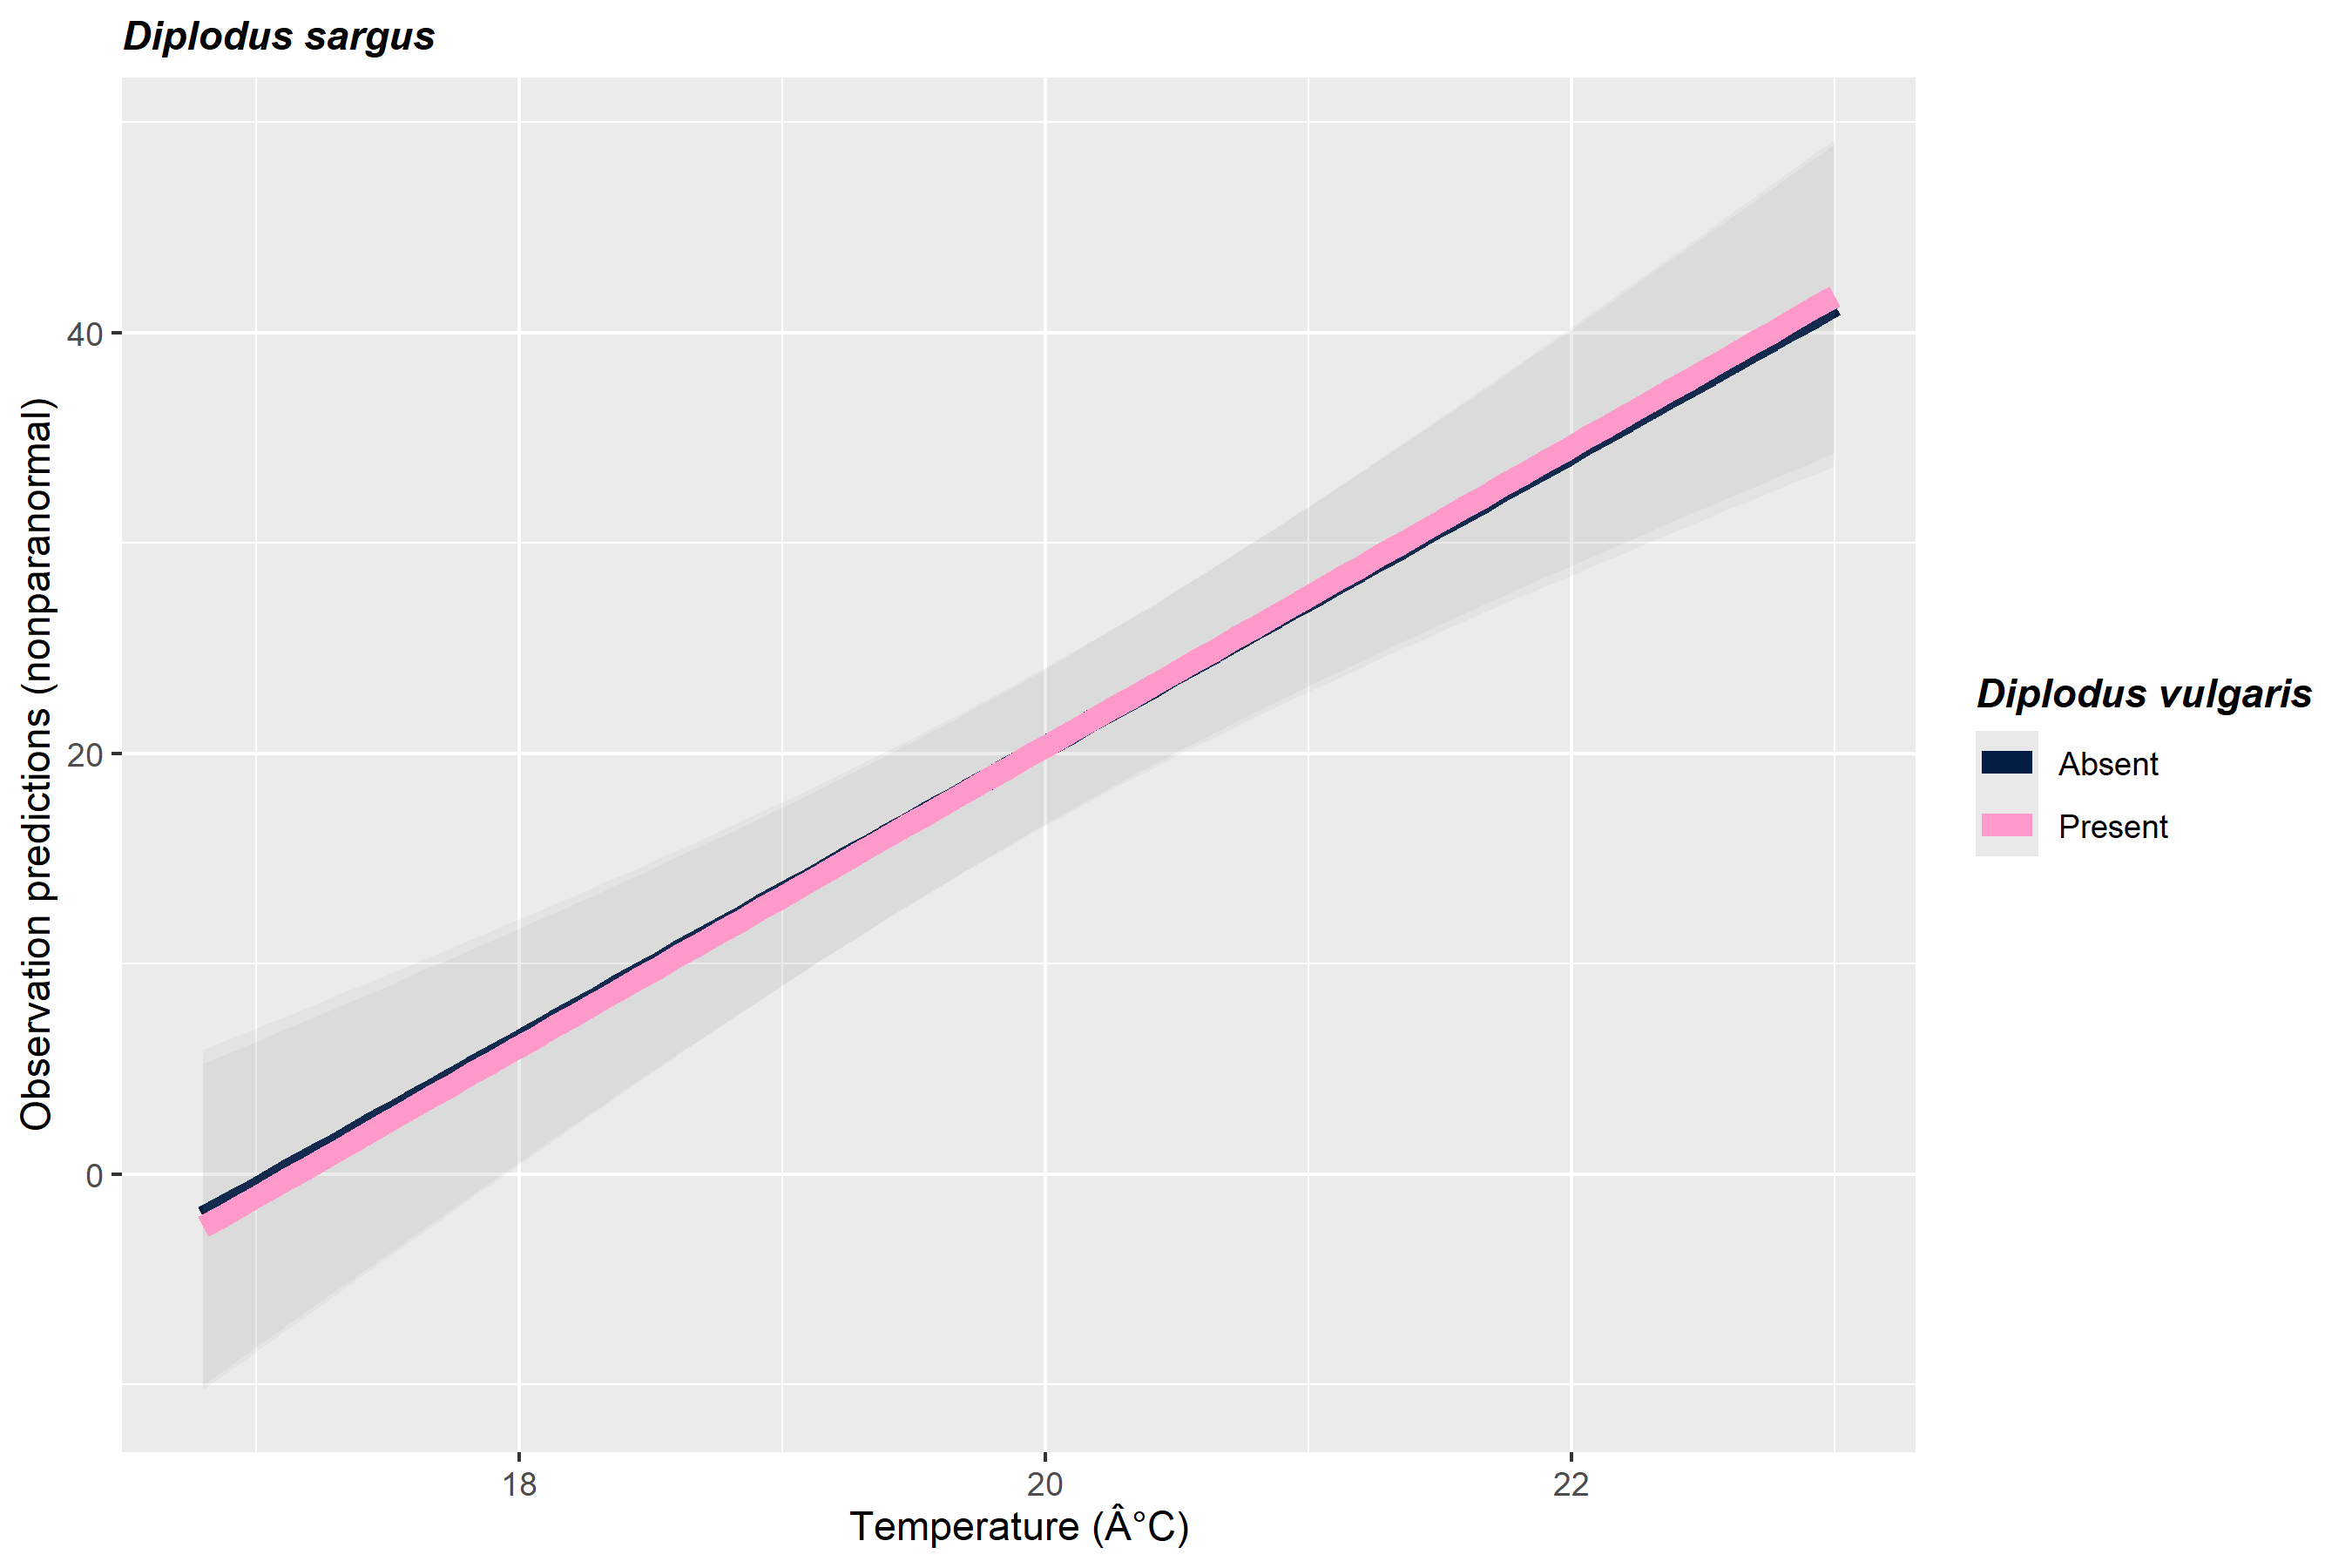 Diplodus sargus
Observation predictions (nonparanormal)
40
20
0
18
20
22
Temperature (Â°C)
Diplodus vulgaris
Absent
Present